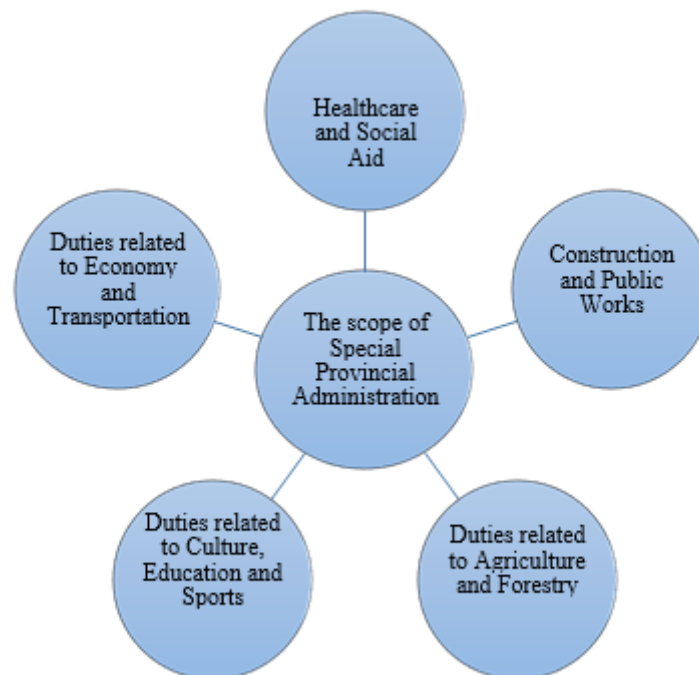 Healthcare
and Social
Aid
Duties related
to Economy
and
Transportation
Construction
and Public
Works
The scope of
Special
Provincial
Administration
Duties related
to Culture,
Education and
Sports
Duties related
to Agriculture
and Forestry